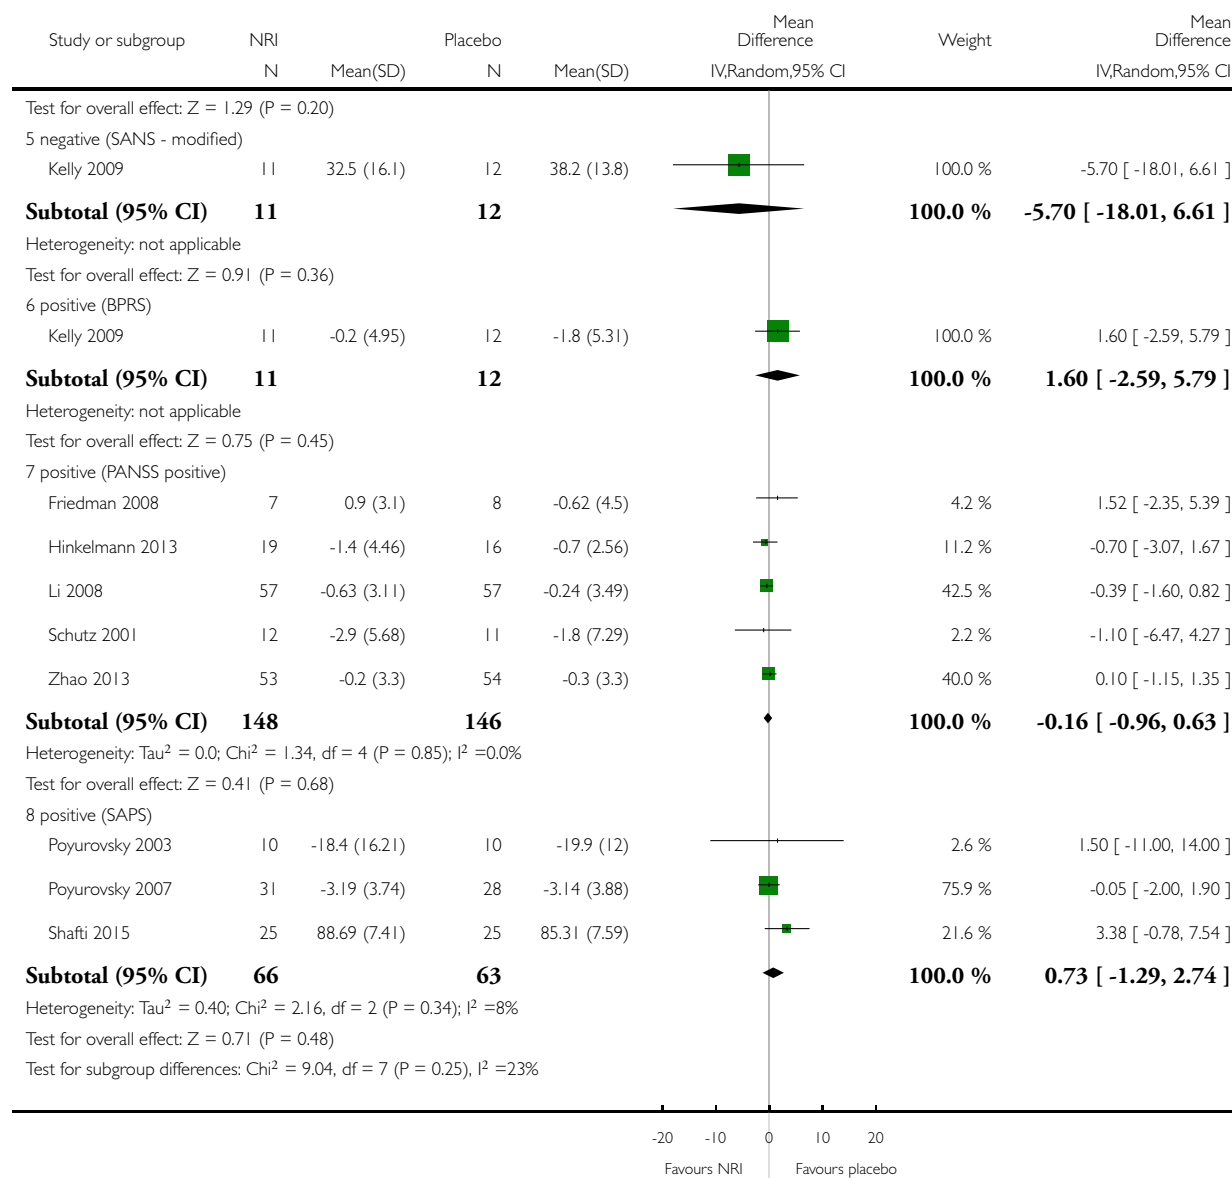 Study or subgroup NRI Placebo Mean Difference Weight Mean Difference
N Mean(SD) N Mean(SD) IV,Random,95% CI IV,Random,95% CI
Test for overall effect: Z = 1.29 (P = 0.20)
5 negative (SANS - modified)
Kelly 2009 11 32.5 (16.1) 12 38.2 (13.8) 100.0 % -5.70 [ -18.01, 6.61 ]
Subtotal (95% CI) 11 12 100.0 % -5.70 [ -18.01, 6.61 ]
Heterogeneity: not applicable
Test for overall effect: Z = 0.91 (P = 0.36)
6 positive (BPRS)
Kelly 2009 11 -0.2 (4.95) 12 -1.8 (5.31) 100.0 % 1.60 [ -2.59, 5.79 ]
Subtotal (95% CI) 11 12 100.0 % 1.60 [ -2.59, 5.79 ]
Heterogeneity: not applicable
Test for overall effect: Z = 0.75 (P = 0.45)
7 positive (PANSS positive)
Friedman 2008 7 0.9 (3.1) 8 -0.62 (4.5) 4.2 % 1.52 [ -2.35, 5.39 ]
Hinkelmann 2013 19 -1.4 (4.46) 16 -0.7 (2.56) 11.2 % -0.70 [ -3.07, 1.67 ]
Li 2008 57 -0.63 (3.11) 57 -0.24 (3.49) 42.5 % -0.39 [ -1.60, 0.82 ]
Schutz 2001 12 -2.9 (5.68) 11 -1.8 (7.29) 2.2 % -1.10 [ -6.47, 4.27 ]
Zhao 2013 53 -0.2 (3.3) 54 -0.3 (3.3) 40.0 % 0.10 [ -1.15, 1.35 ]
Subtotal (95% CI) 148 146 100.0 % -0.16 [ -0.96, 0.63 ]
Heterogeneity: Tau² = 0.0; Chi² = 1.34, df = 4 (P = 0.85); I² =0.0%
Test for overall effect: Z = 0.41 (P = 0.68)
8 positive (SAPS)
Poyurovsky 2003 10 -18.4 (16.21) 10 -19.9 (12) 2.6 % 1.50 [ -11.00, 14.00 ]
Poyurovsky 2007 31 -3.19 (3.74) 28 -3.14 (3.88) 75.9 % -0.05 [ -2.00, 1.90 ]
Shafti 2015 25 88.69 (7.41) 25 85.31 (7.59) 21.6 % 3.38 [ -0.78, 7.54 ]
Subtotal (95% CI) 66 63 100.0 % 0.73 [ -1.29, 2.74 ]
Heterogeneity: Tau² = 0.40; Chi² = 2.16, df = 2 (P = 0.34); I² =8%
Test for overall effect: Z = 0.71 (P = 0.48)
Test for subgroup differences: Chi² = 9.04, df = 7 (P = 0.25), I² =23%
-20 -10 0 10 20
Favours NRI Favours placebo